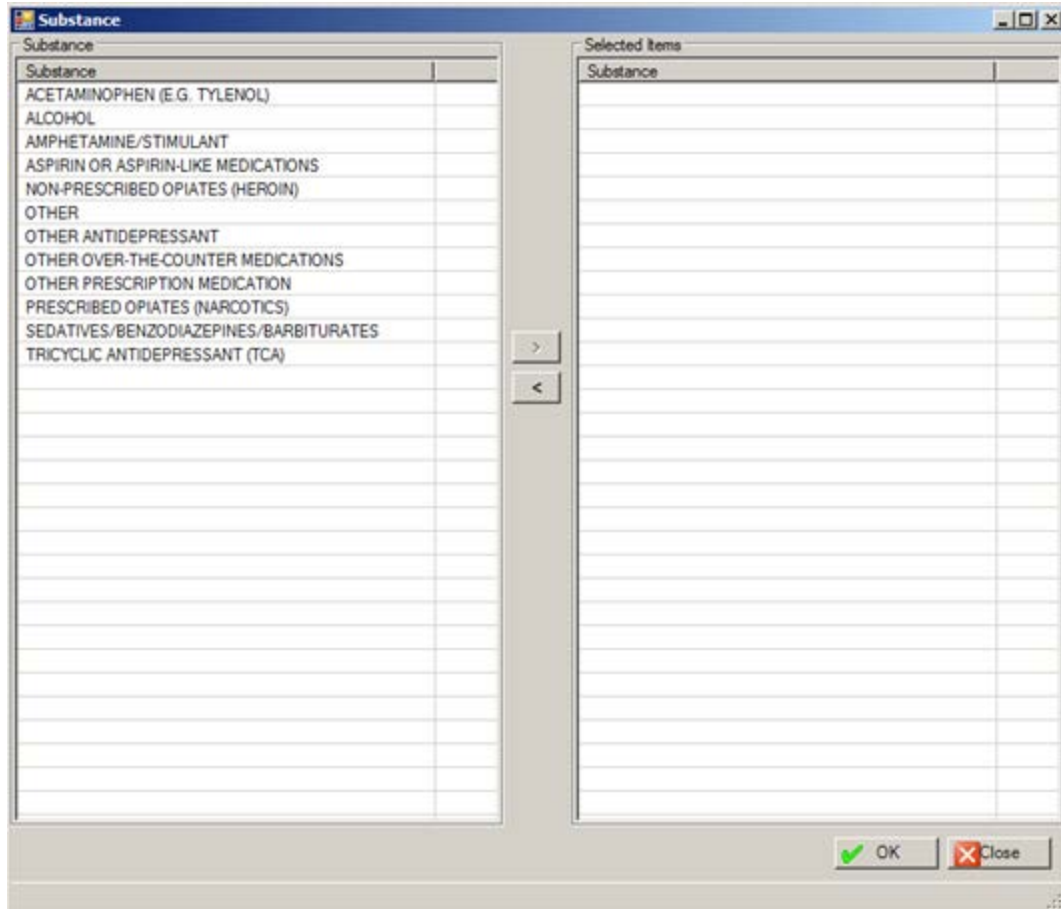 Substance
Substance
Substance
ACETAMINOPHEN (E.G. TYLENOL)
ALCOHOL
AMPHETAMINE/STIMULANT
ASPIRIN OR ASPIRIN-LIKE MEDICATIONS
NON-PRESCRIBED OPIATES (HEROIN)
OTHER
OTHER ANTIDEPRESSANT
OTHER OVER-THE-COUNTER MEDICATIONS
OTHER PRESCRIPTION MEDICATION
PRESCRIBED OPIATES (NARCOTICS)
SEDATIVES/BENZODIAZEPINES/BARBITURATES
TRICYCLIC ANTIDEPRESSANT (TCA)
>
<
Selected Items
Substance
OK
Close